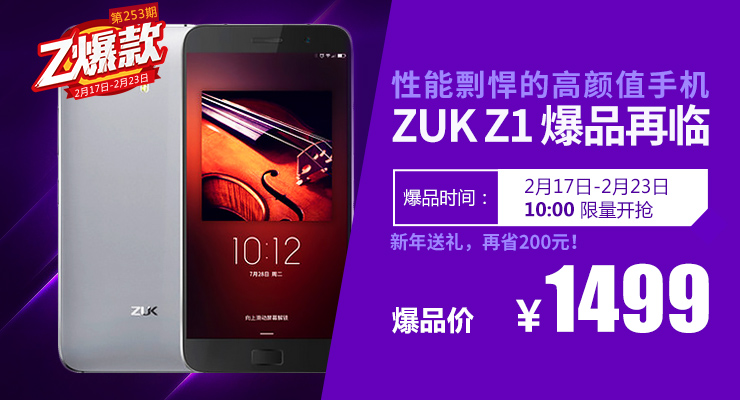 第253期
Z爆款
2月17日-2月23日
性能剽悍的高颜值手机
ZUK Z1 爆品再临
爆品时间：
2月17日-2月23日
10:00 限量开抢
新年送礼，再省200元！
爆品价
¥1499
10:12
7月28日 周二
向上滑动屏幕解锁
ZUK